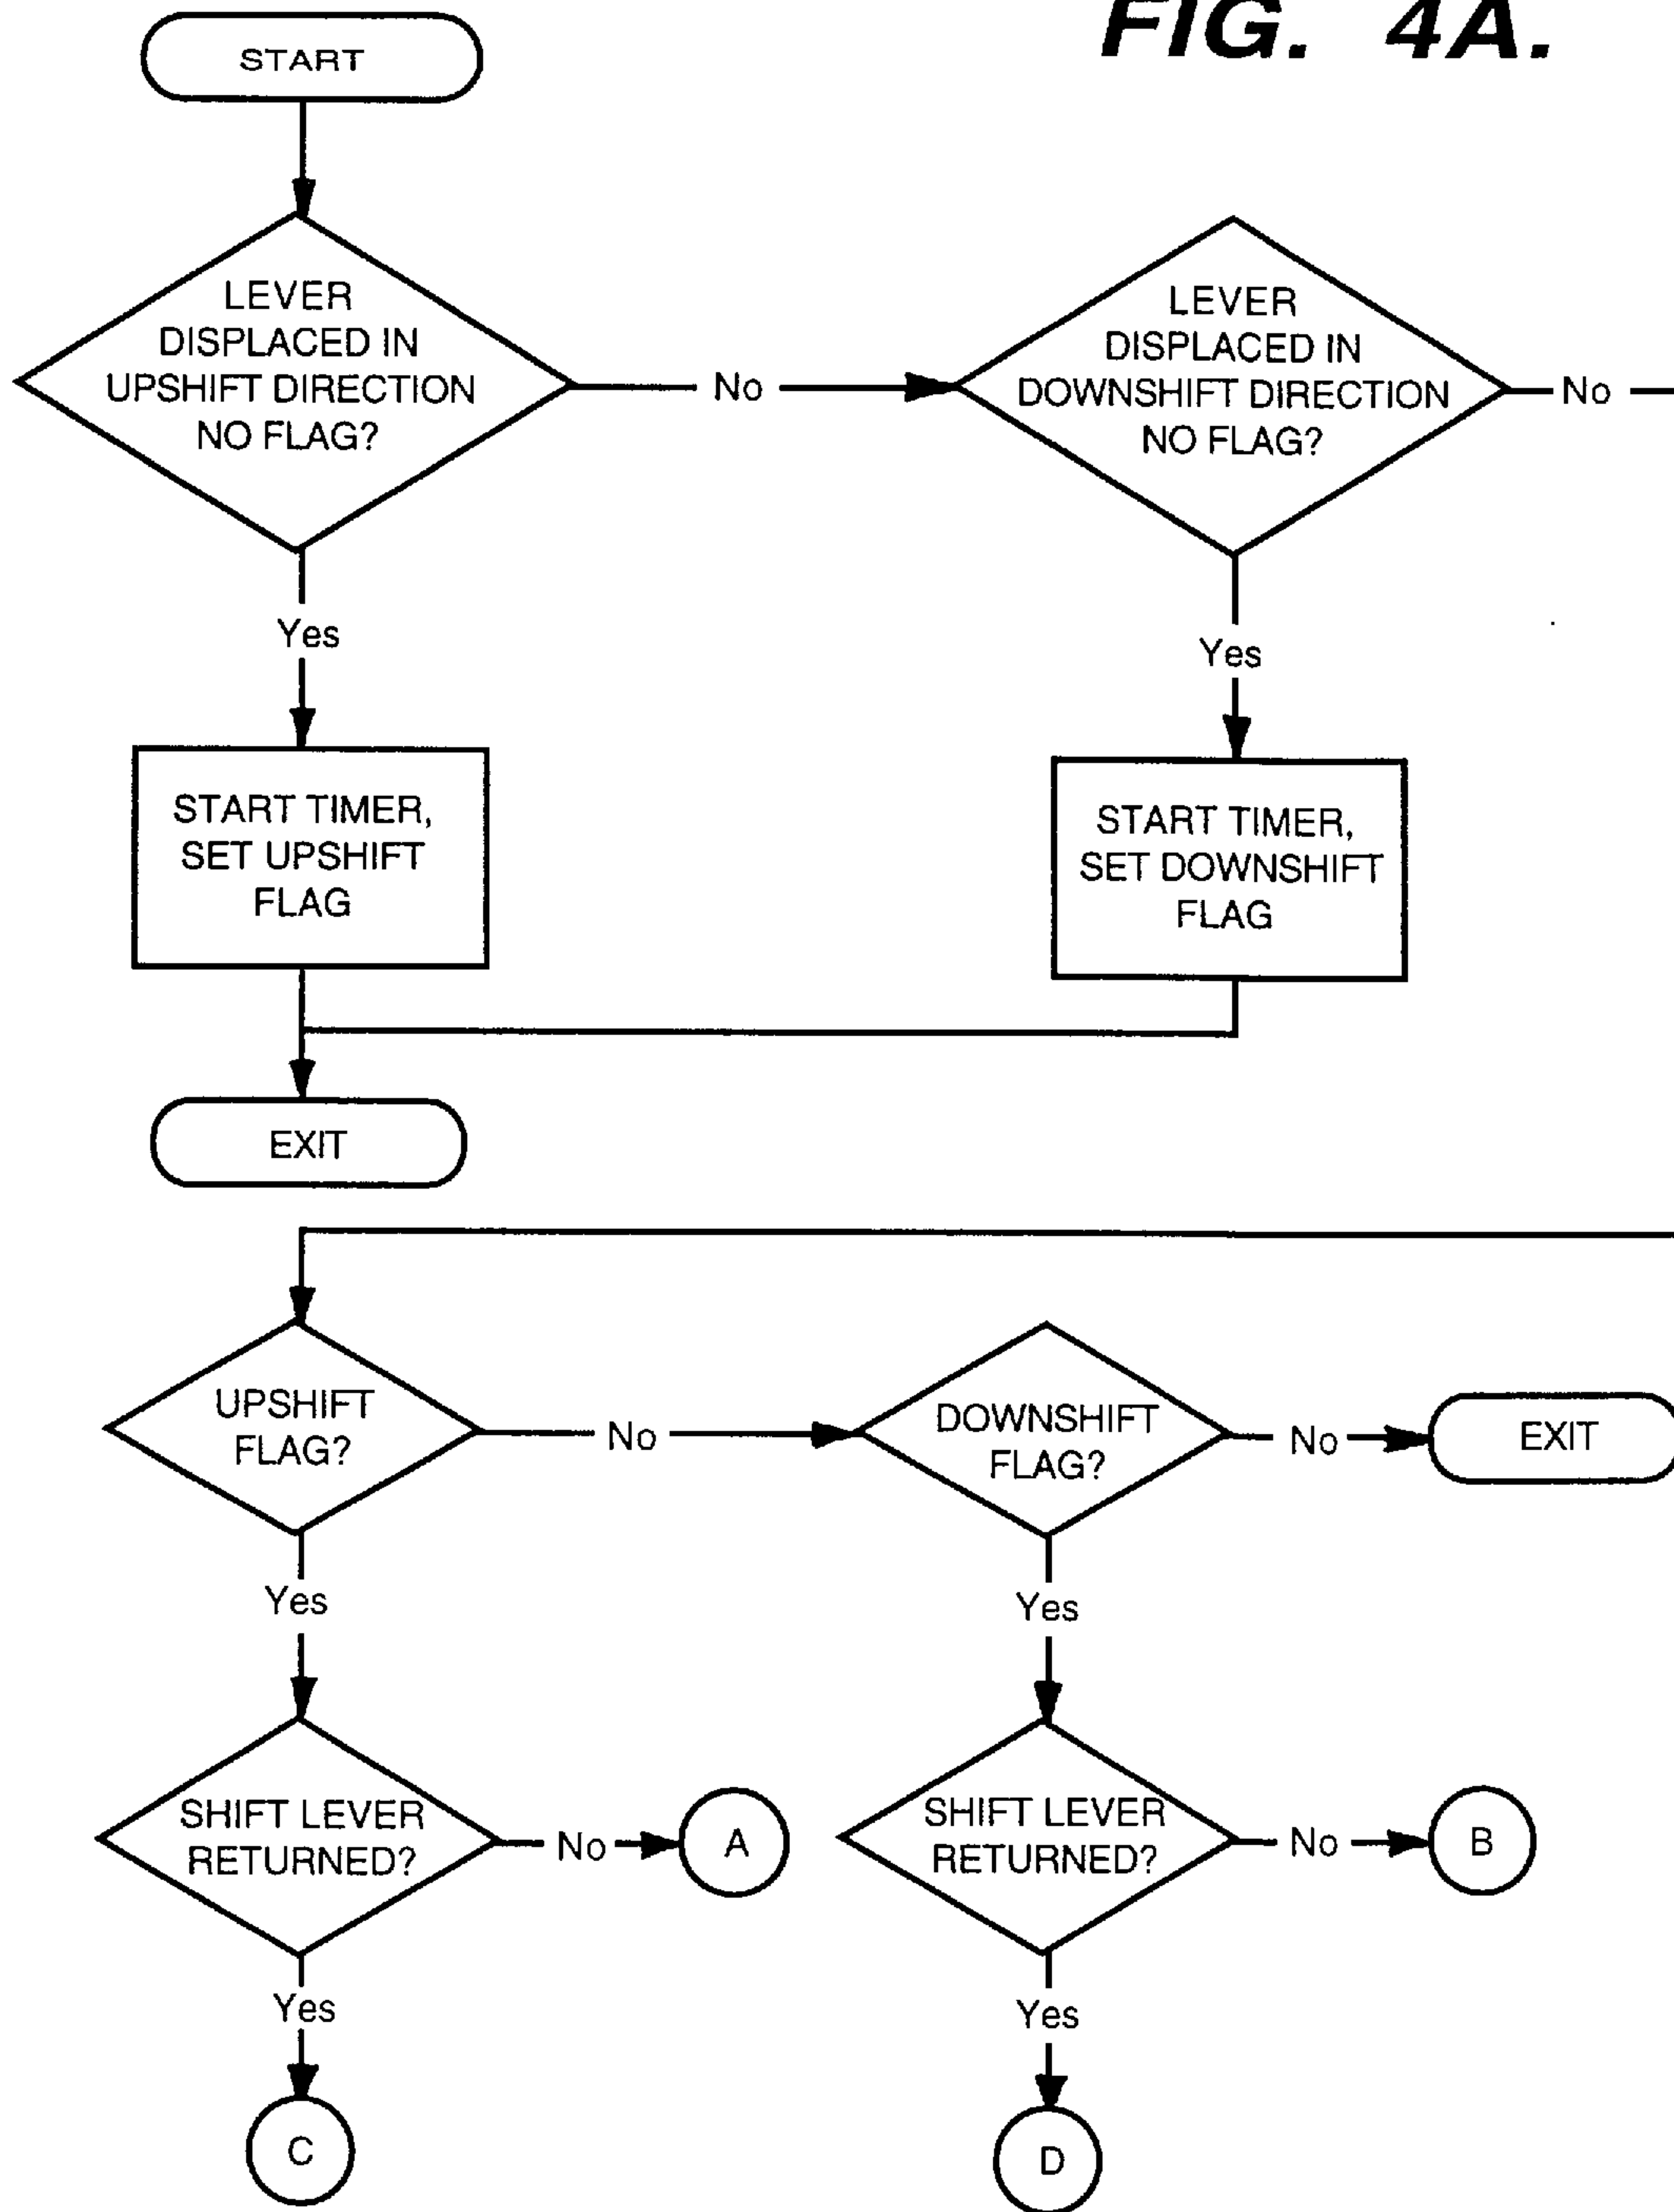 FIG. 4A.
START
LEVER
DISPLACED IN
UPSHIFT DIRECTION
NO FLAG?
No
LEVER
DISPLACED IN
DOWNSHIFT DIRECTION
NO FLAG?
No
Yes
Yes
START TIMER,
SET UPSHIFT
FLAG
START TIMER,
SET DOWNSHIFT
FLAG
EXIT
UPSHIFT
FLAG?
No
DOWNSHIFT
FLAG?
No
EXIT
Yes
Yes
SHIFT LEVER
RETURNED?
No
A
SHIFT LEVER
RETURNED?
No
B
Yes
Yes
C
D